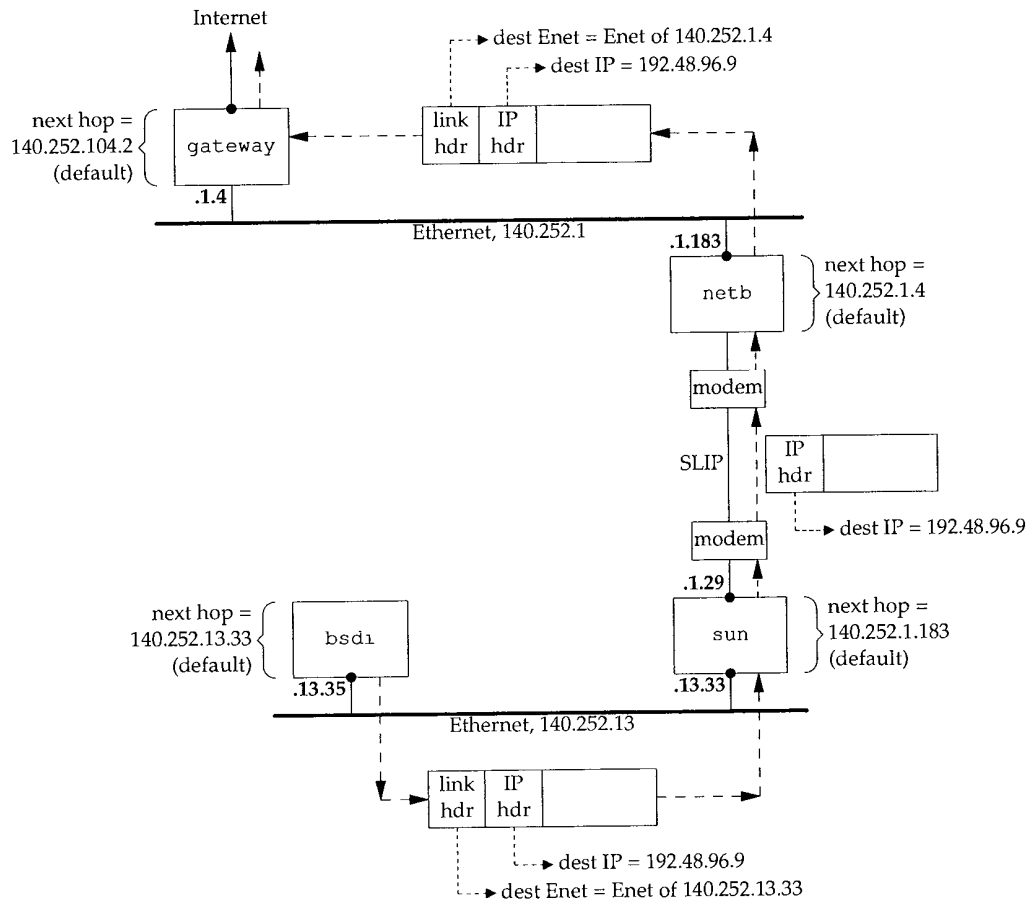 Internet
dest Enet = Enet of 140.252.1.4
dest IP = 192.48.96.9
next hop =
140.252.104.2
(default)
gateway
link
hdr
IP
hdr
.1.4
Ethernet, 140.252.1
.1.183
netb
next hop =
140.252.1.4
(default)
modem
SLIP
IP
hdr
dest IP = 192.48.96.9
modem
.1.29
next hop =
140.252.13.33
(default)
bsdi
sun
next hop =
140.252.1.183
(default)
.13.35
.13.33
Ethernet, 140.252.13
link
hdr
IP
hdr
dest IP = 192.48.96.9
dest Enet = Enet of 140.252.13.33